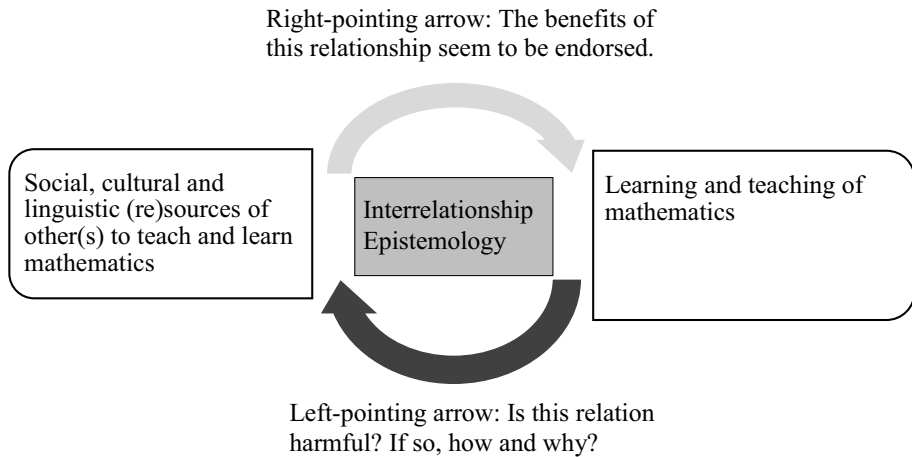 Right-pointing arrow: The benefits of
this relationship seem to be endorsed.
Social, cultural and
linguistic (re)sources of
other(s) to teach and learn
mathematics
Interrelationship
Epistemology
Learning and teaching of
mathematics
Left-pointing arrow: Is this relation
harmful? If so, how and why?